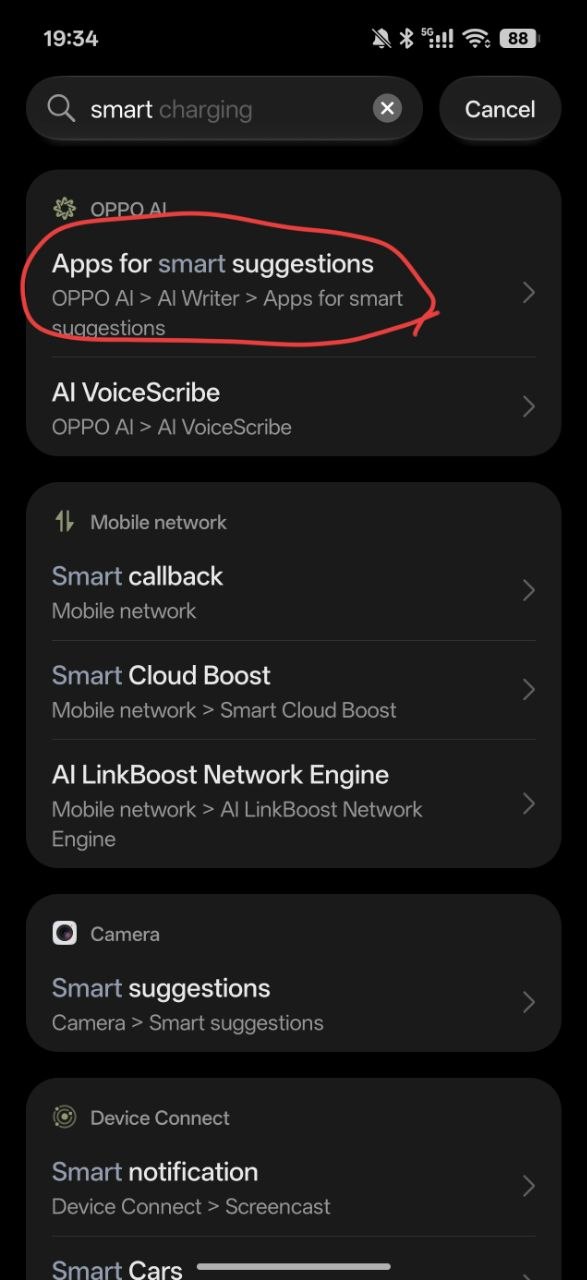 19:34
5G
88
smart charging
Cancel
OPPO AI
Apps for smart suggestions
OPPO AI > AI Writer > Apps for smart
suggestions
AI VoiceScribe
OPPO AI > AI VoiceScribe
Mobile network
Smart callback
Mobile network
Smart Cloud Boost
Mobile network > Smart Cloud Boost
AI LinkBoost Network Engine
Mobile network > AI LinkBoost Network
Engine
Camera
Smart suggestions
Camera > Smart suggestions
Device Connect
Smart notification
Device Connect > Screencast
Smart Cars